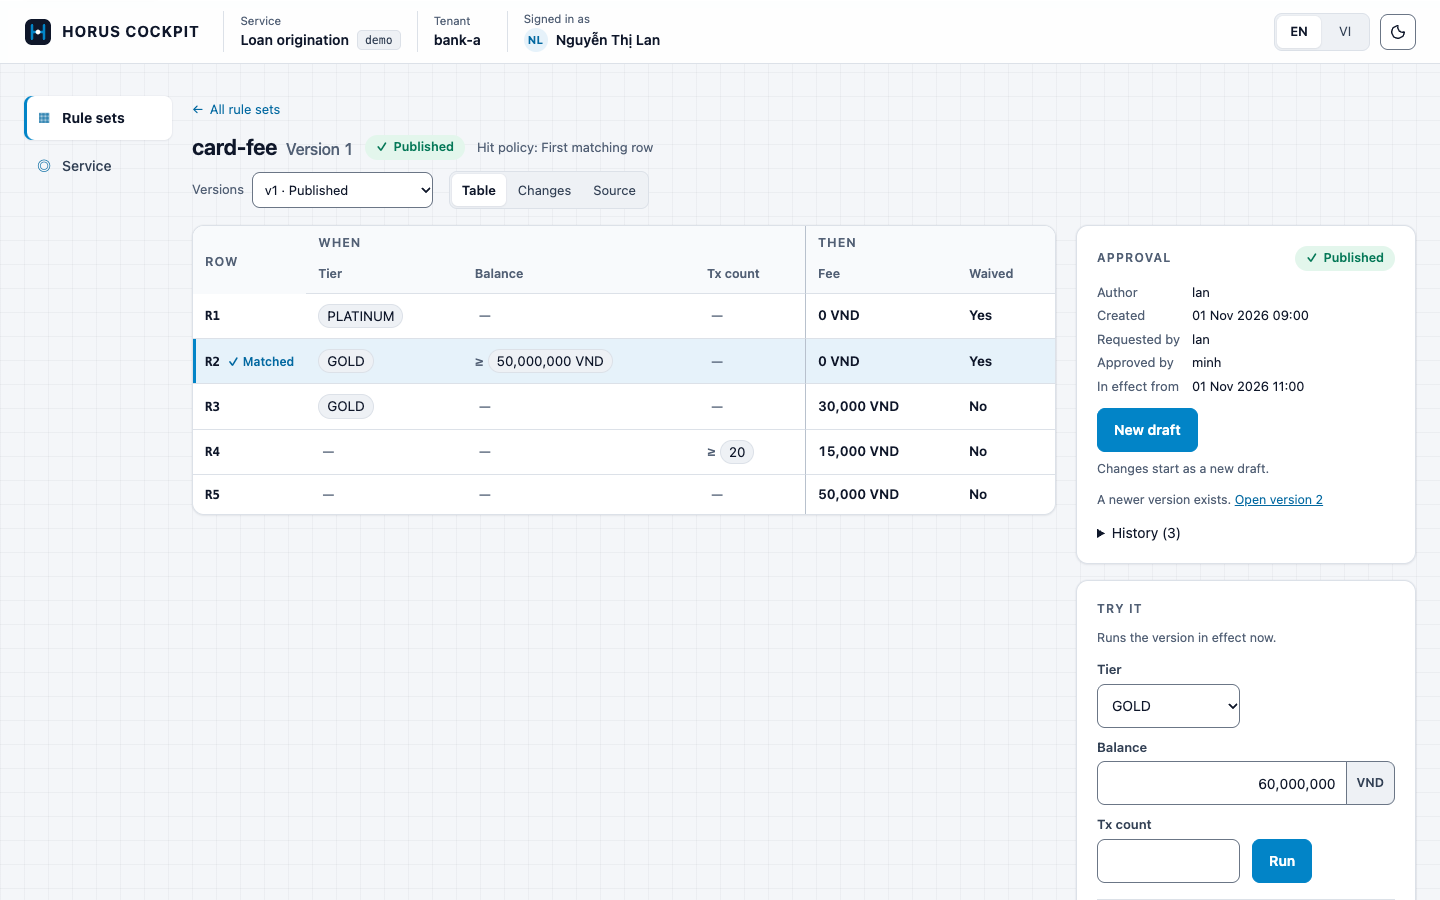 HORUS COCKPIT
Service
Loan origination demo
Tenant
bank-a
Signed in as
NL Nguyễn Thị Lan
EN VI
Rule sets
Service
← All rule sets
card-fee Version 1 ✓ Published Hit policy: First matching row
Versions v1 · Published Table Changes Source
ROW WHEN THEN
Tier Balance Tx count Fee Waived
R1 PLATINUM — — 0 VND Yes
R2 ✓ Matched GOLD ≥ 50,000,000 VND — 0 VND Yes
R3 GOLD — — 30,000 VND No
R4 — — ≥ 20 15,000 VND No
R5 — — — 50,000 VND No
APPROVAL ✓ Published
Author lan
Created 01 Nov 2026 09:00
Requested by lan
Approved by minh
In effect from 01 Nov 2026 11:00
New draft
Changes start as a new draft.
A newer version exists. Open version 2
▶ History (3)
TRY IT
Runs the version in effect now.
Tier
GOLD
Balance
60,000,000 VND
Tx count
Run